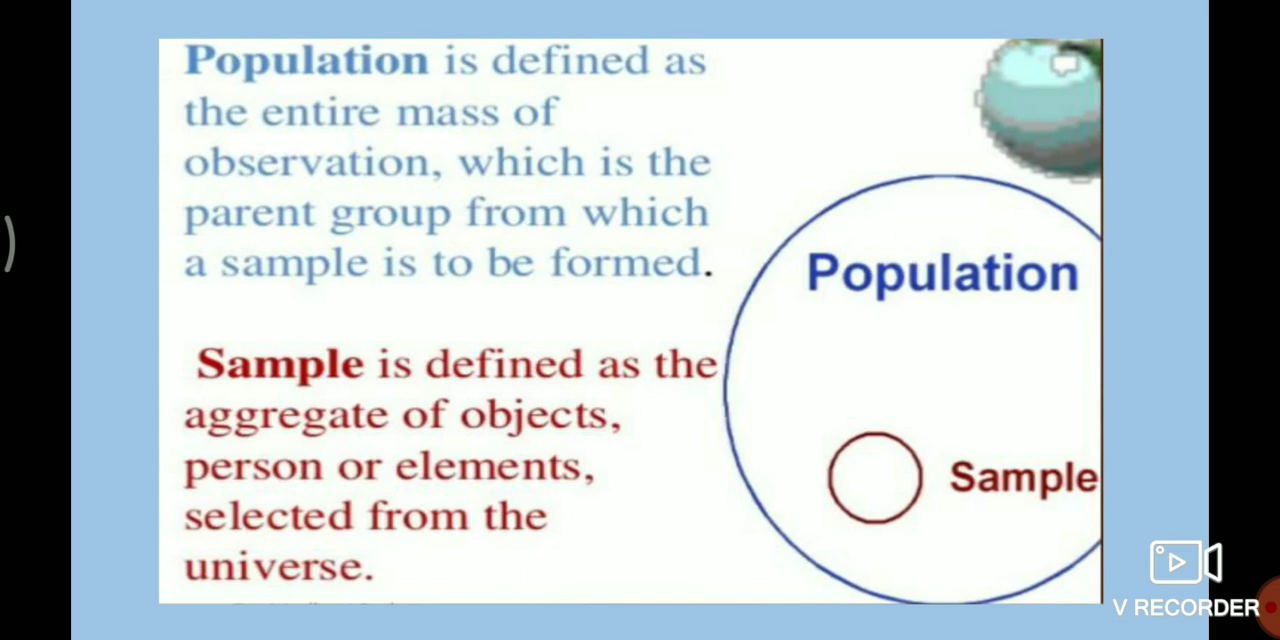 Population is defined as
the entire mass of
observation, which is the
parent group from which
a sample is to be formed.
Sample is defined as the
aggregate of objects,
person or elements,
selected from the
universe.
Population
Sample
V RECORDER